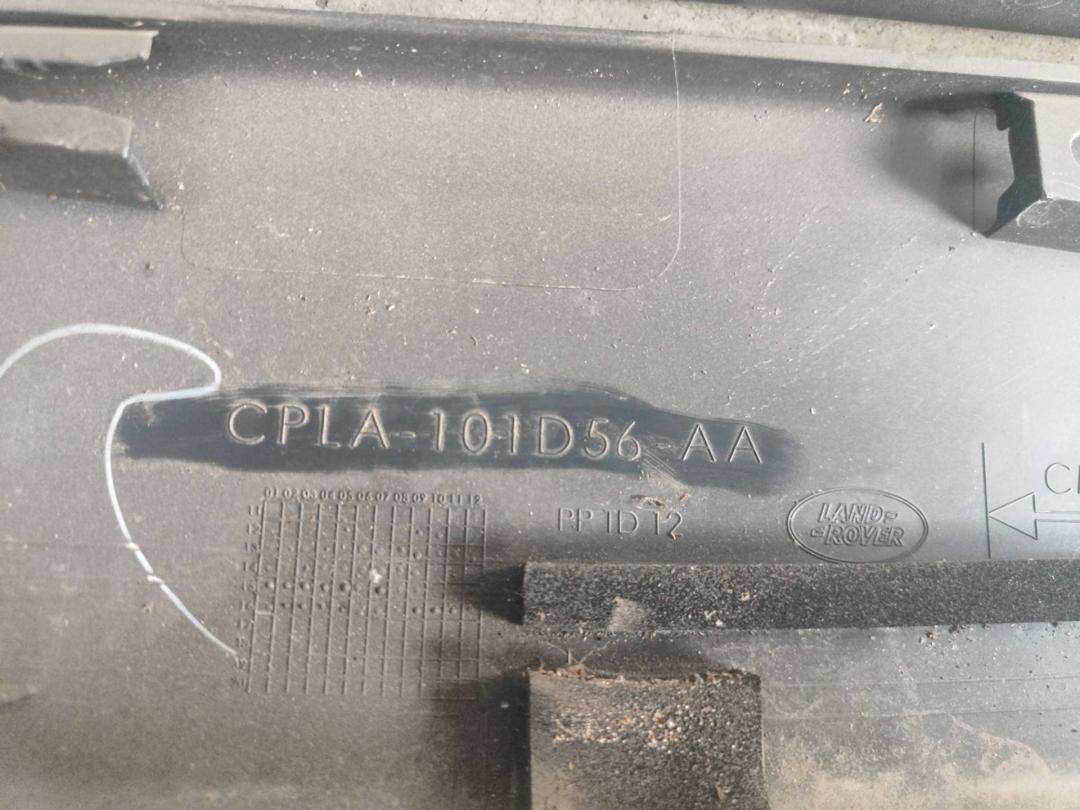 CPLA-101D56-AA
01 02 03 04 05 06 07 08 09 10 11 12
PP TD 12
LAND-
-ROVER